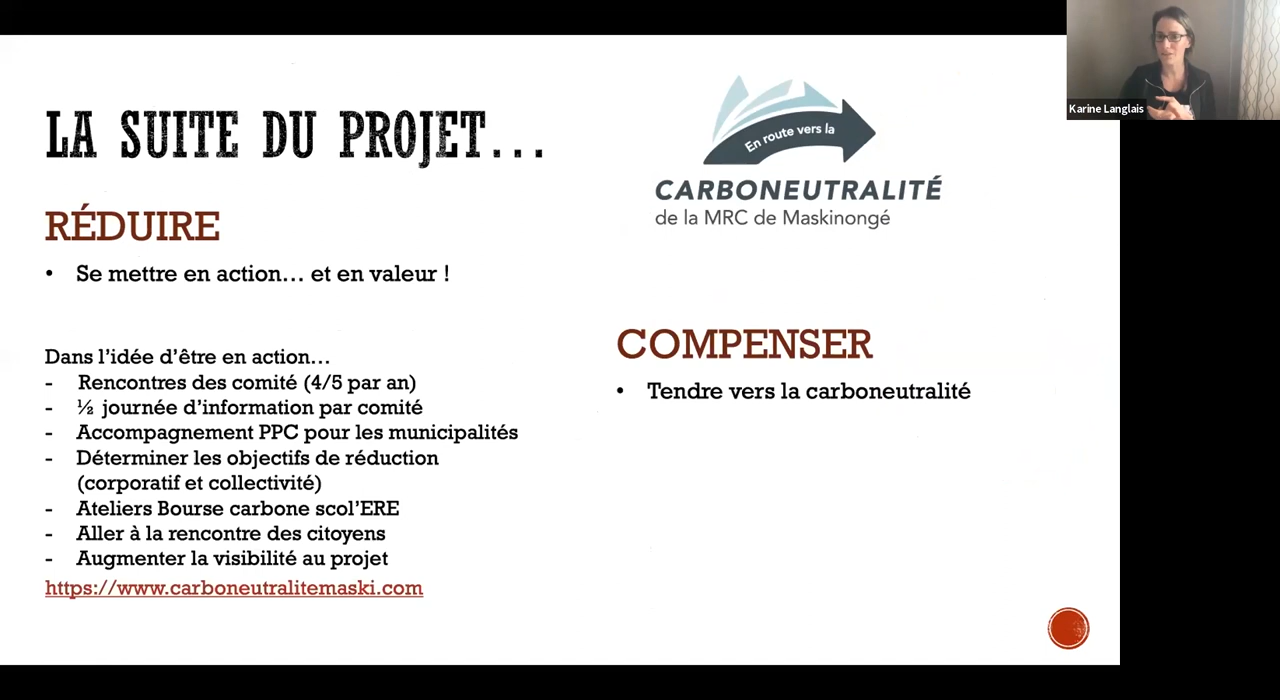 LA SUITE DU PROJET...
RÉDUIRE
• Se mettre en action... et en valeur !
Dans l'idée d'être en action...
- Rencontres des comité (4/5 par an)
- ½ journée d'information par comité
- Accompagnement PPC pour les municipalités
- Déterminer les objectifs de réduction
(corporatif et collectivité)
- Ateliers Bourse carbone scol'ERE
- Aller à la rencontre des citoyens
- Augmenter la visibilité au projet
https://www.carboneutralitemaski.com
En route vers la
CARBONEUTRALITÉ
de la MRC de Maskinongé
COMPENSER
• Tendre vers la carboneutralité
Karine Langlais